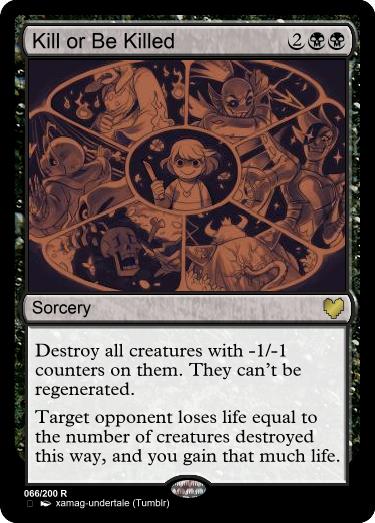 Kill or Be Killed 2
Sorcery
Destroy all creatures with -1/-1
counters on them. They can't be
regenerated.
Target opponent loses life equal to
the number of creatures destroyed
this way, and you gain that much life.
066/200 R
xamag-undertale (Tumblr)